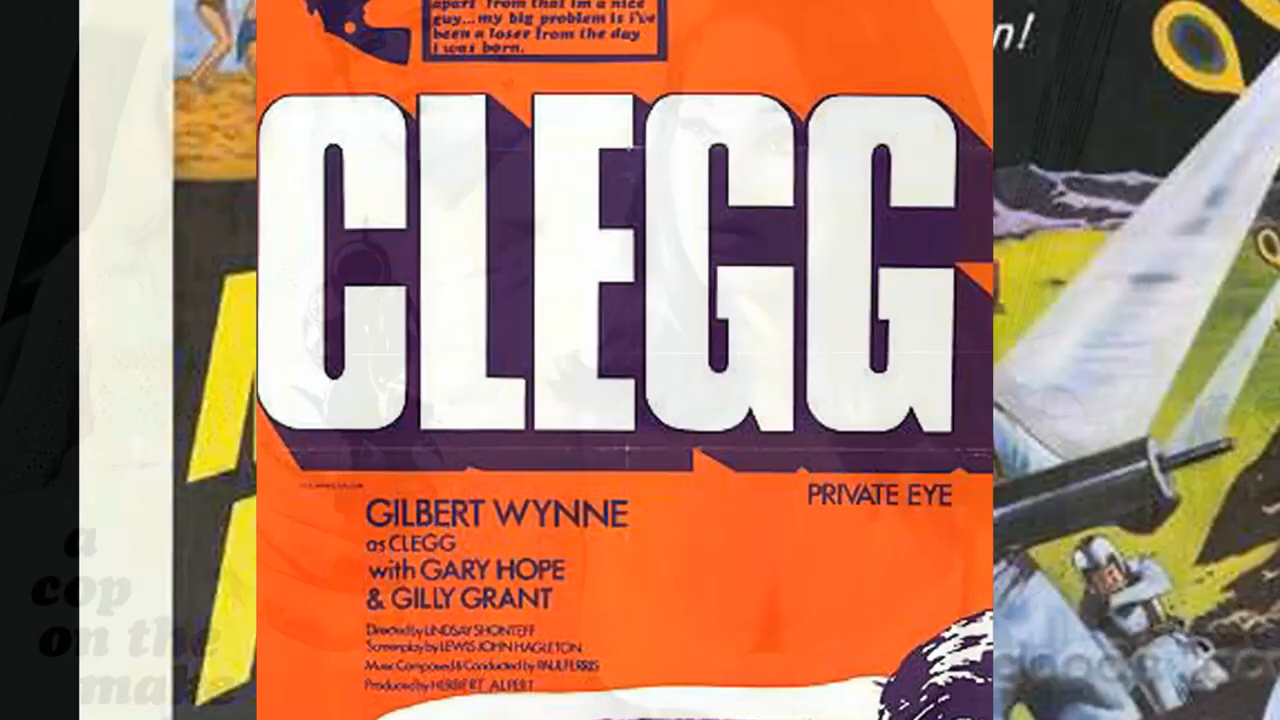 apart from that im a nice
guy...my big problem is i've
been a loser from the day
i was born.
n!
CLEGG
PRIVATE EYE
GILBERT WYNNE
as CLEGG
with GARY HOPE
& GILLY GRANT
Directed by LINDSAY SHONTEFF
Screenplay by LEWIS JOHN HAGLETON
Music Composed & Conducted by PAUL FERRIS
Produced by HERBERT ALPERT
a
cop
on the
make